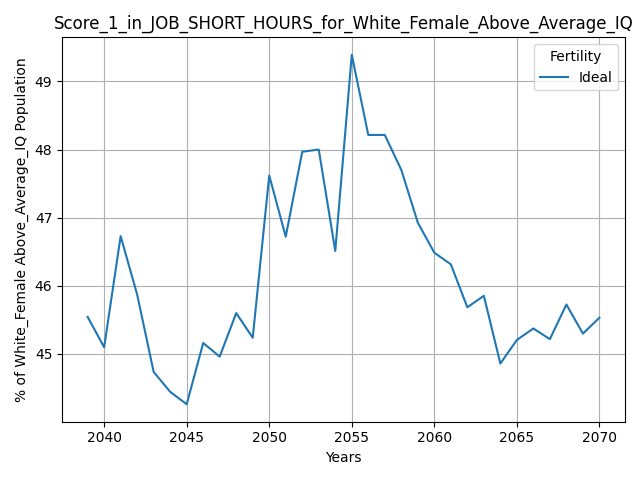 Score_1_in_JOB_SHORT_HOURS_for_White_Female_Above_Average_IQ
Fertility
Ideal
% of White_Female Above_Average_IQ Population
49
48
47
46
45
2040 2045 2050 2055 2060 2065 2070
Years